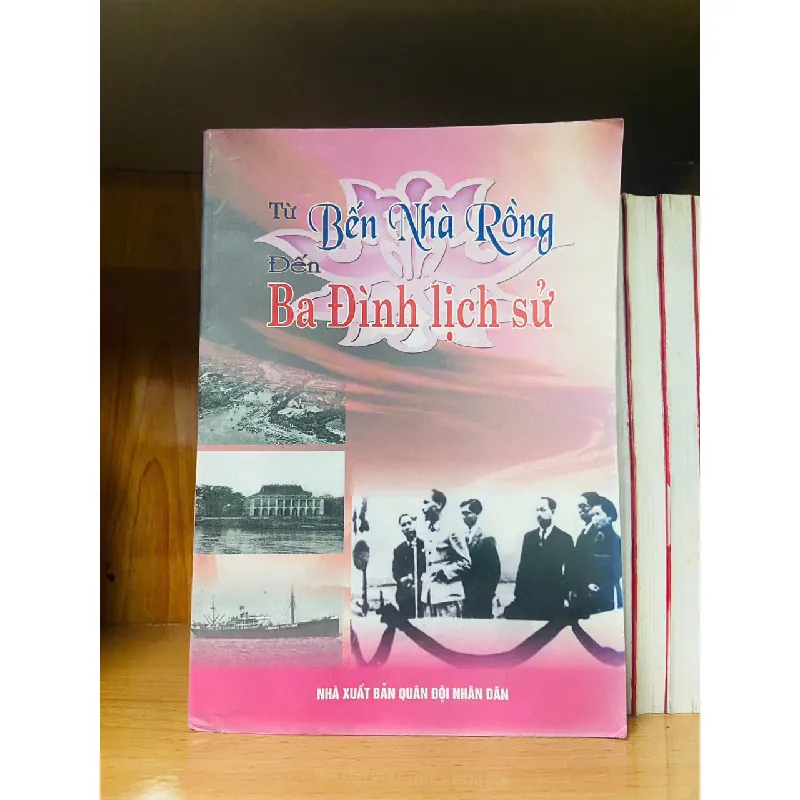 Từ Bến Nhà Rồng
Đến
Ba Đình lịch sử
NHÀ XUẤT BẢN QUÂN ĐỘI NHÂN DÂN